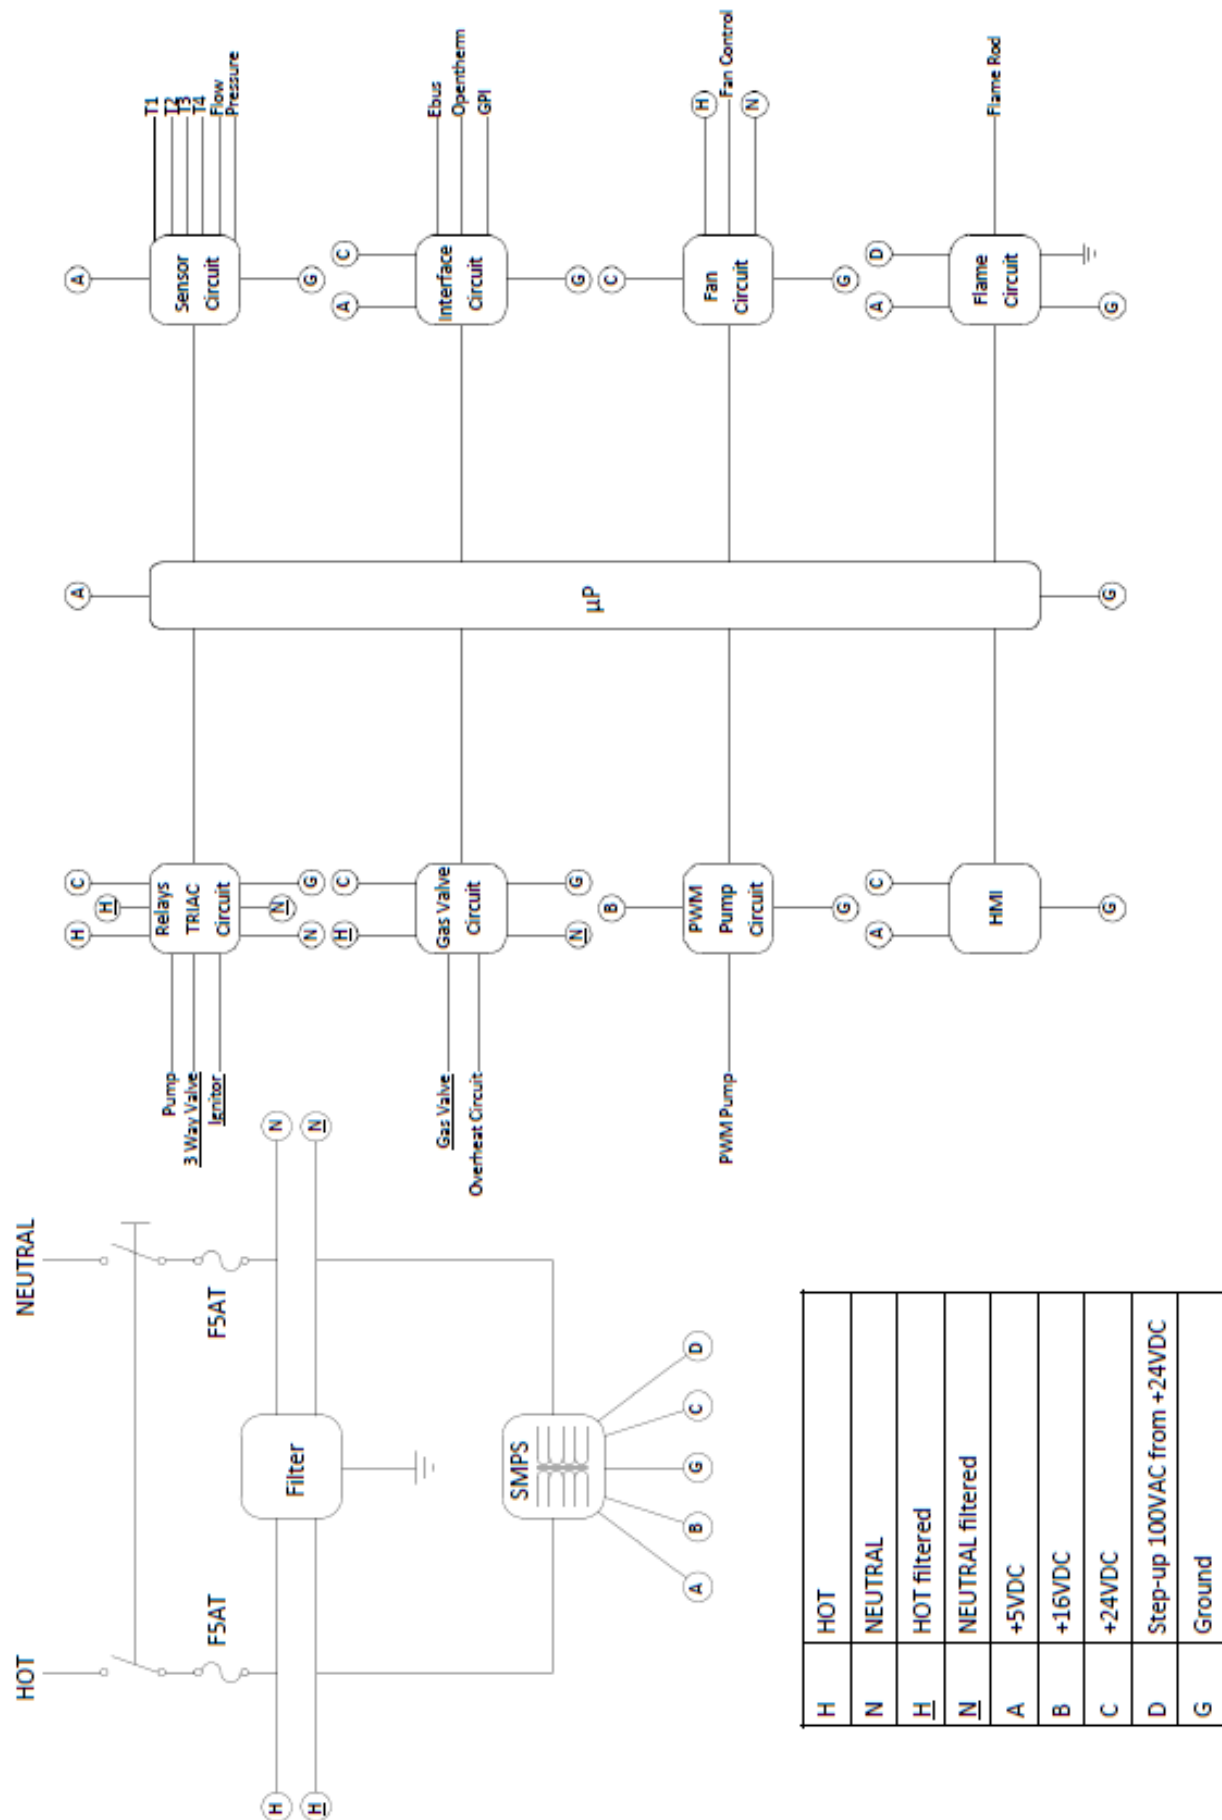 HOT
NEUTRAL
F5AT
F5AT
H
Filter
N
H
N
SMPS
A
B
G
C
D
H HOT
N NEUTRAL
H HOT filtered
N NEUTRAL filtered
A +5VDC
B +16VDC
C +24VDC
D Step-up 100VAC from +24VDC
G Ground
H
H
C
Pump
3 Way Valve
Ignitor
Relays
TRIAC
Circuit
N
N
G
H
C
Gas Valve
Overheat Circuit
Gas Valve
Circuit
N
G
B
PWM Pump
PWM
Pump
Circuit
G
A
C
HMI
G
A
µP
G
A
Sensor
Circuit
T1
T2
T3
T4
Flow
Pressure
G
A
C
Interface
Circuit
Ebus
Opentherm
GPI
G
C
Fan
Circuit
H
Fan Control
N
G
A
D
Flame
Circuit
Flame Rod
G